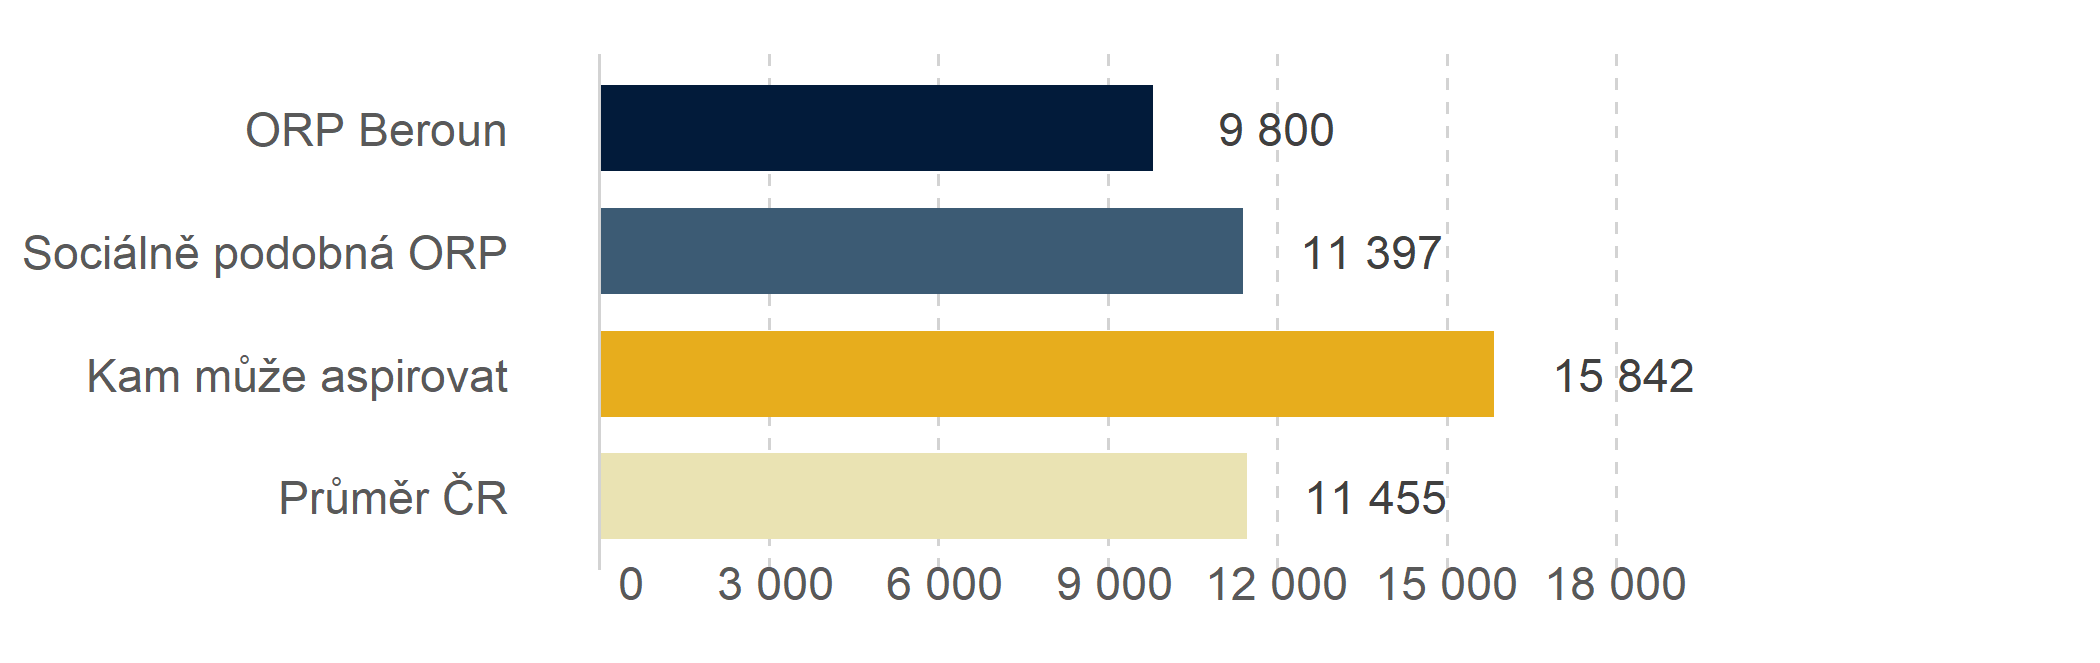 ORP Beroun 9 800
Sociálně podobná ORP 11 397
Kam může aspirovat 15 842
Průměr ČR 11 455
0 3 000 6 000 9 000 12 000 15 000 18 000